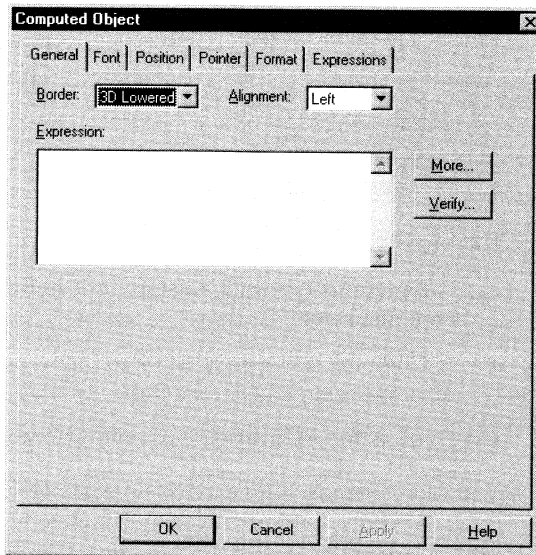 Computed Object
General Font Position Pointer Format Expressions
Border: 3D Lowered Alignment: Left
Expression:
More...
Verify...
OK Cancel Apply Help